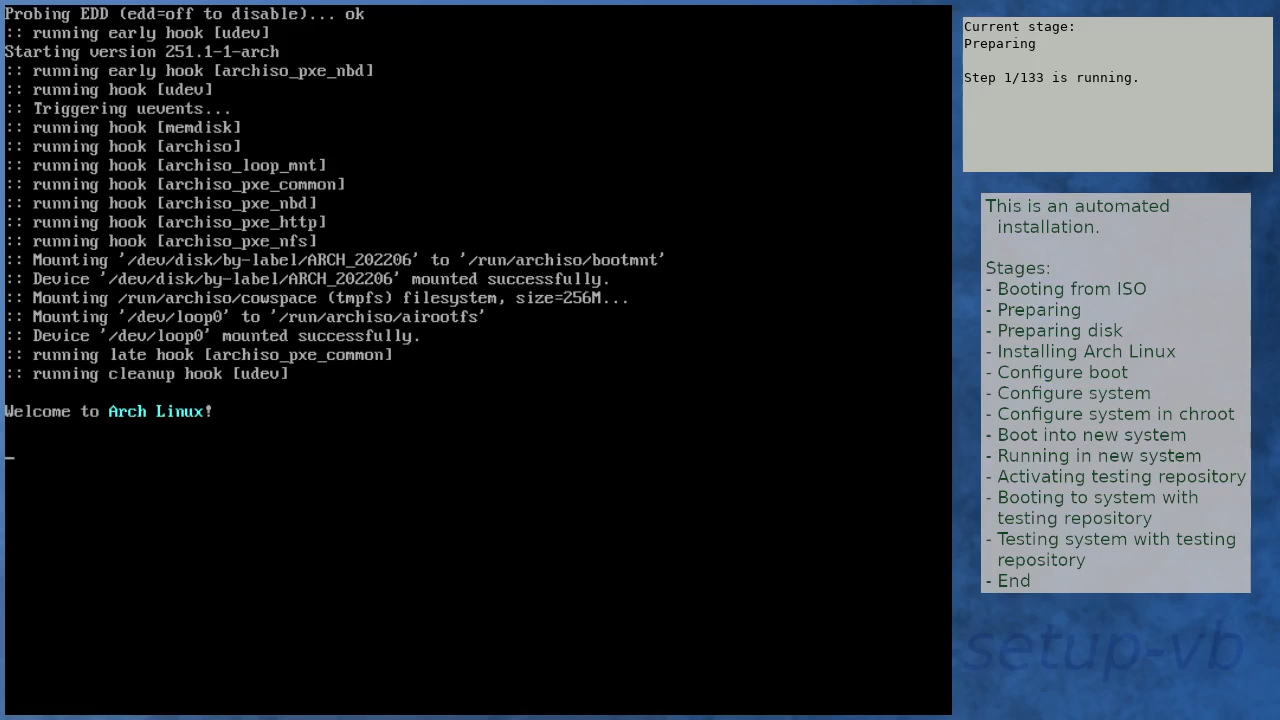 Probing EDD (edd=off to disable)... ok
:: running early hook [udev]
Starting version 251.1-1-arch
:: running early hook [archiso_pxe_nbd]
:: running hook [udev]
:: Triggering uevents...
:: running hook [memdisk]
:: running hook [archiso]
:: running hook [archiso_loop_mnt]
:: running hook [archiso_pxe_common]
:: running hook [archiso_pxe_nbd]
:: running hook [archiso_pxe_http]
:: running hook [archiso_pxe_nfs]
:: Mounting '/dev/disk/by-label/ARCH_202206' to '/run/archiso/bootmnt'
:: Device '/dev/disk/by-label/ARCH_202206' mounted successfully.
:: Mounting /run/archiso/cowspace (tmpfs) filesystem, size=256M...
:: Mounting '/dev/loop0' to '/run/archiso/airootfs'
:: Device '/dev/loop0' mounted successfully.
:: running late hook [archiso_pxe_common]
:: running cleanup hook [udev]
Welcome to Arch Linux!
_
Current stage:
Preparing
Step 1/133 is running.
This is an automated
installation.
Stages:
- Booting from ISO
- Preparing
- Preparing disk
- Installing Arch Linux
- Configure boot
- Configure system
- Configure system in chroot
- Boot into new system
- Running in new system
- Activating testing repository
- Booting to system with
testing repository
- Testing system with testing
repository
- End
setup-vb